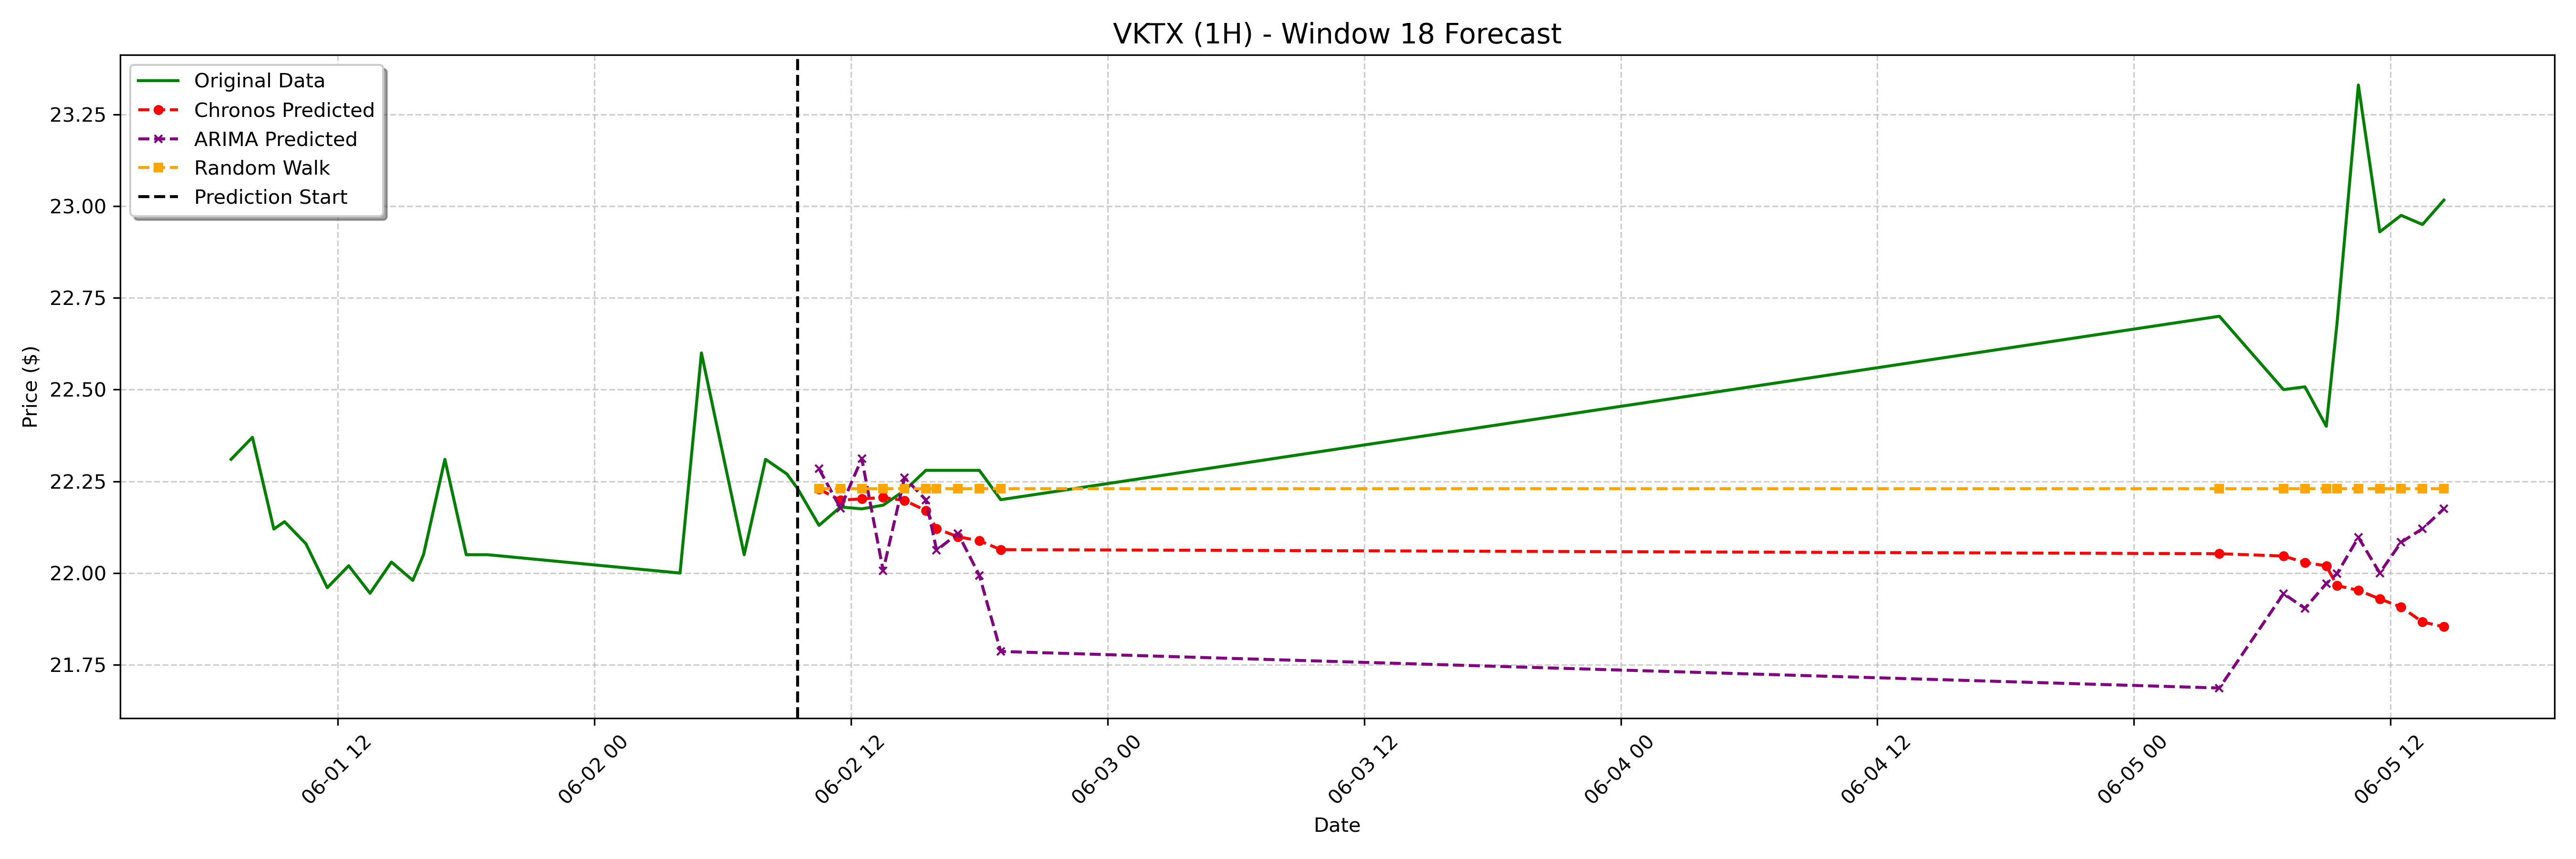 VKTX (1H) - Window 18 Forecast
Original Data
Chronos Predicted
ARIMA Predicted
Random Walk
Prediction Start
Price ($)
23.25
23.00
22.75
22.50
22.25
22.00
21.75
06-01 12
06-02 00
06-02 12
06-03 00
06-03 12
06-04 00
06-04 12
06-05 00
06-05 12
Date